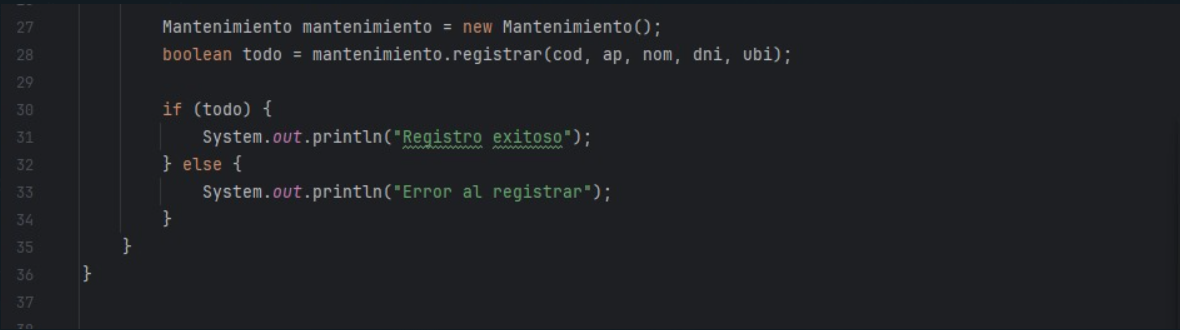 27 Mantenimiento mantenimiento = new Mantenimiento();
28 boolean todo = mantenimiento.registrar(cod, ap, nom, dni, ubi);
29
30 if (todo) {
31 System.out.println("Registro exitoso");
32 } else {
33 System.out.println("Error al registrar");
34 }
35 }
36 }
37